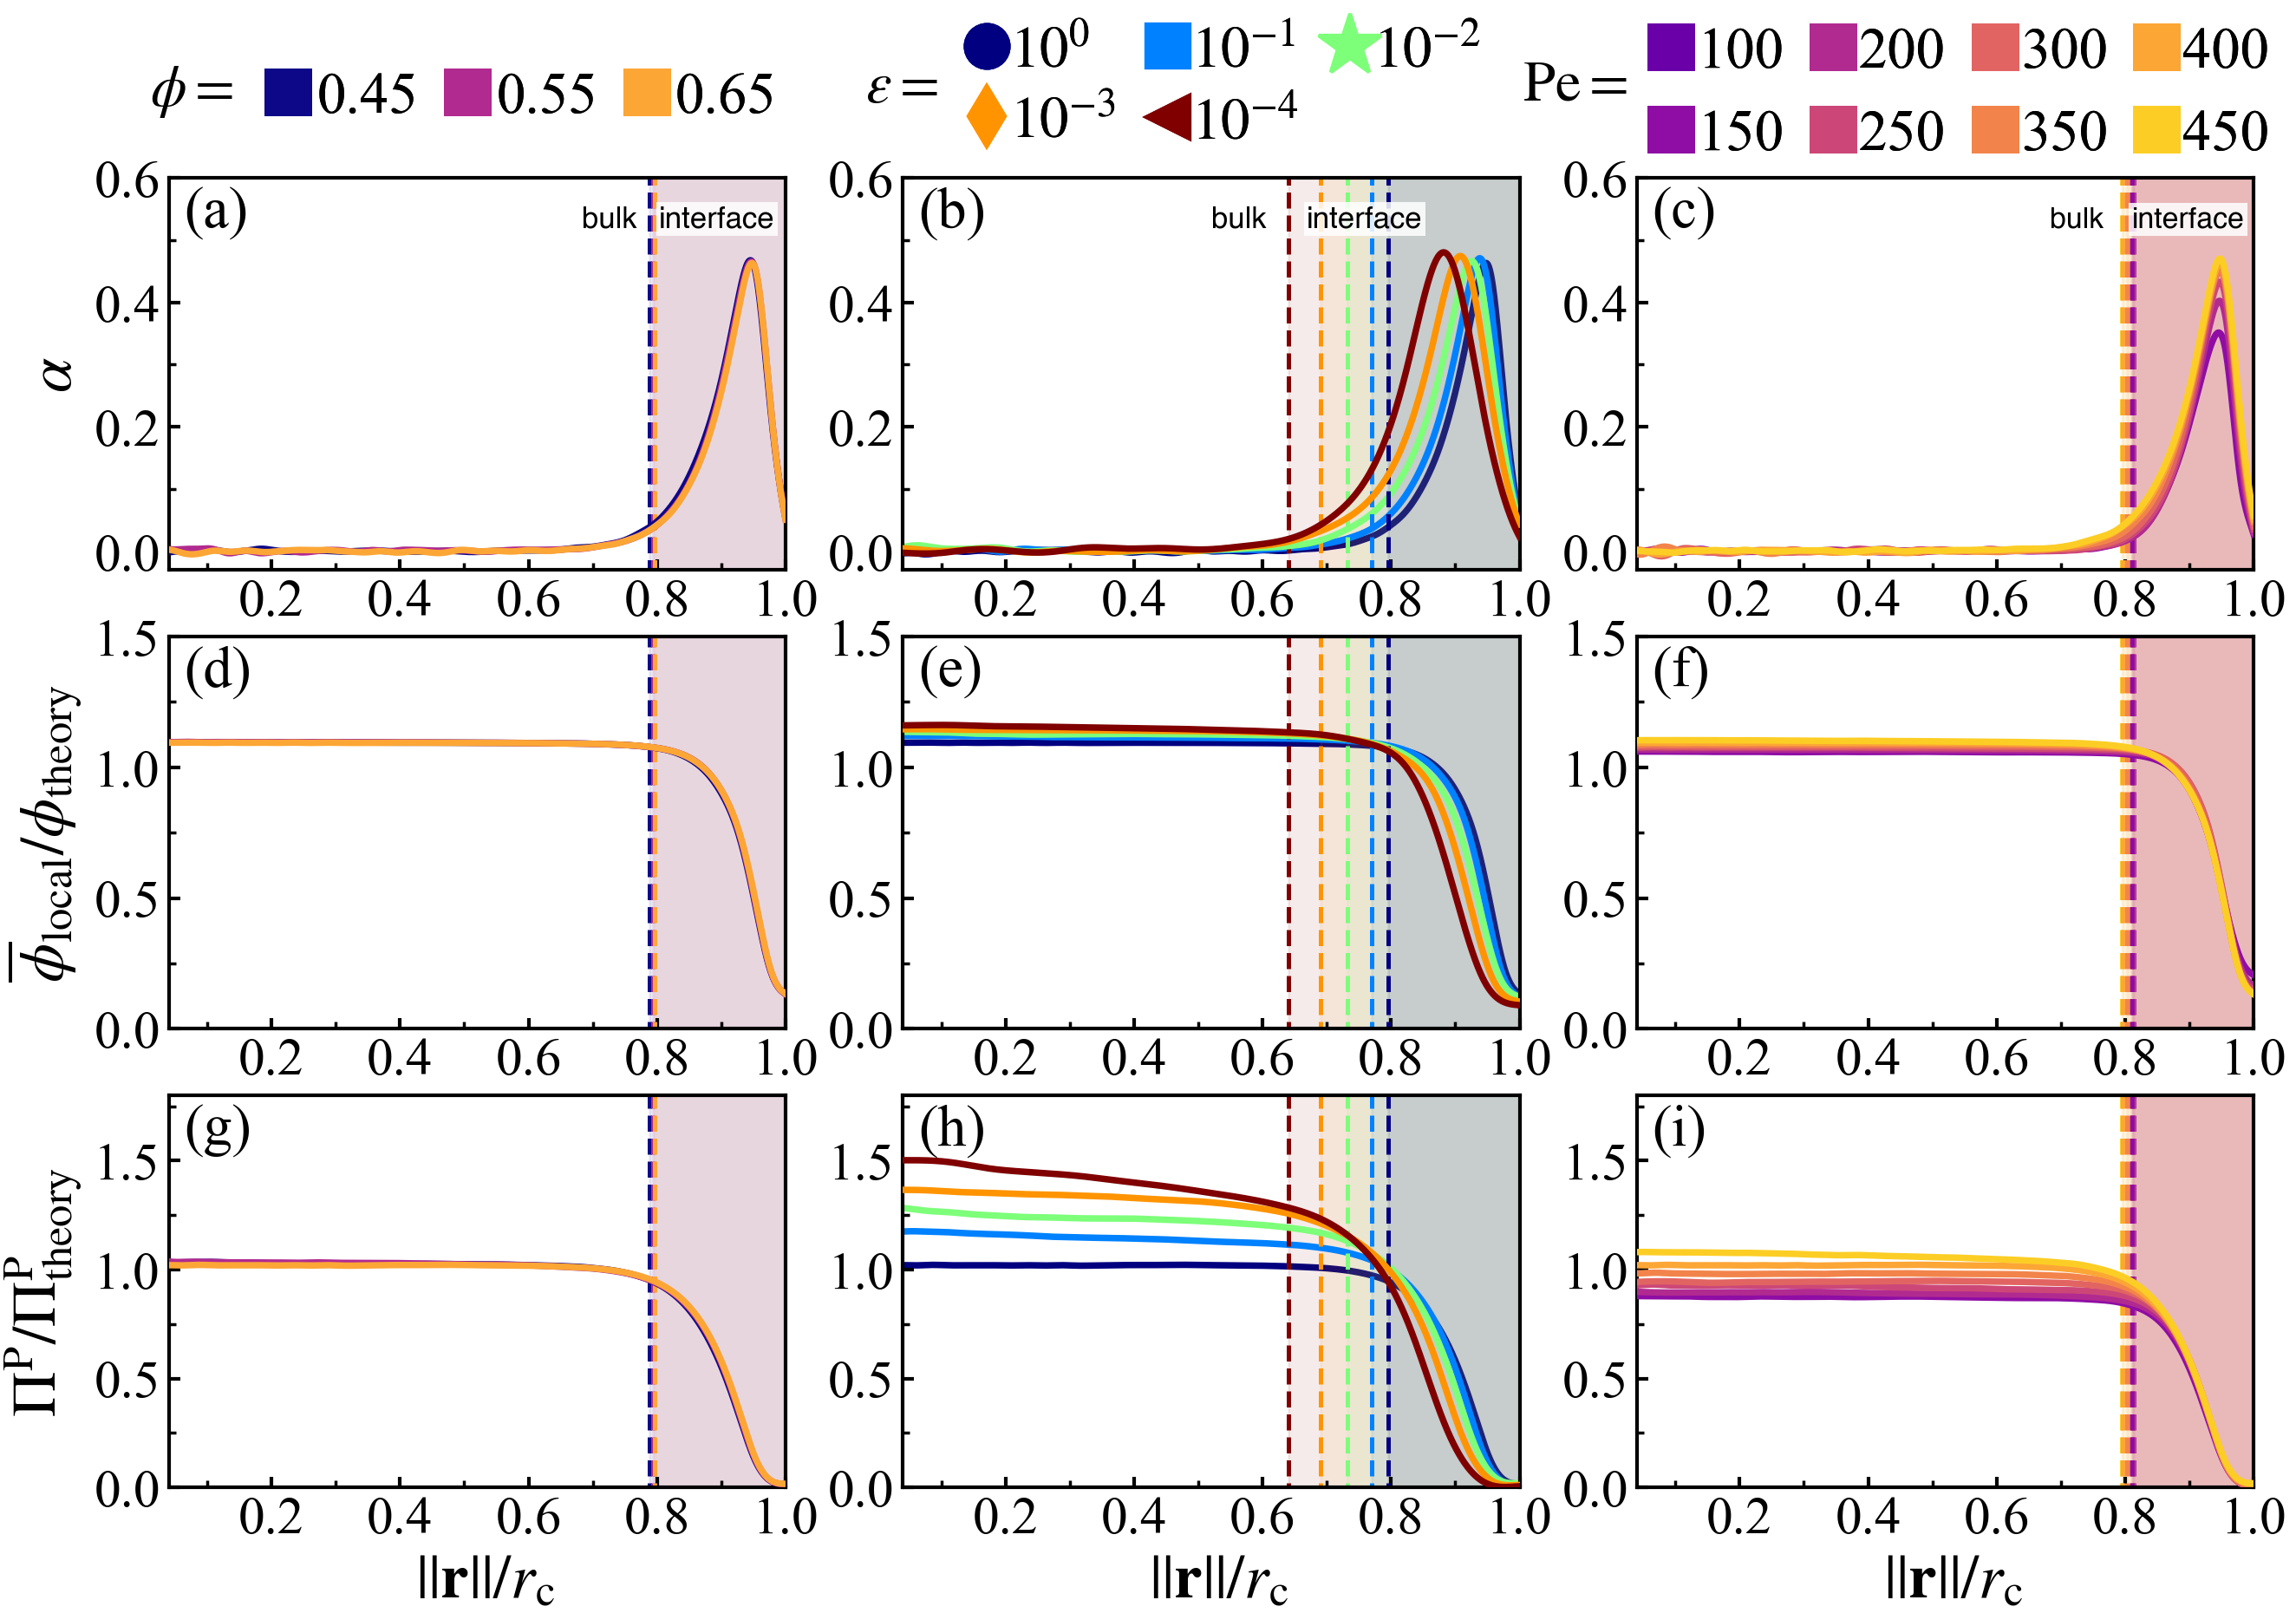 ϕ = 0.45 0.55 0.65
ε = 10⁰ 10⁻¹ 10⁻²
10⁻³ 10⁻⁴
Pe = 100 200 300 400
150 250 350 450
(a) bulk interface
(b) bulk interface
(c) bulk interface
α
0.6 0.4 0.2 0.0
0.6 0.4 0.2 0.0
0.6 0.4 0.2 0.0
0.2 0.4 0.6 0.8 1.0
0.2 0.4 0.6 0.8 1.0
0.2 0.4 0.6 0.8 1.0
(d)
(e)
(f)
ϕ̅local/ϕtheory
1.5 1.0 0.5 0.0
1.5 1.0 0.5 0.0
1.5 1.0 0.5 0.0
0.2 0.4 0.6 0.8 1.0
0.2 0.4 0.6 0.8 1.0
0.2 0.4 0.6 0.8 1.0
(g)
(h)
(i)
Πᴾ/Πᴾtheory
1.5 1.0 0.5 0.0
1.5 1.0 0.5 0.0
1.5 1.0 0.5 0.0
0.2 0.4 0.6 0.8 1.0
0.2 0.4 0.6 0.8 1.0
0.2 0.4 0.6 0.8 1.0
||r||/rc
||r||/rc
||r||/rc